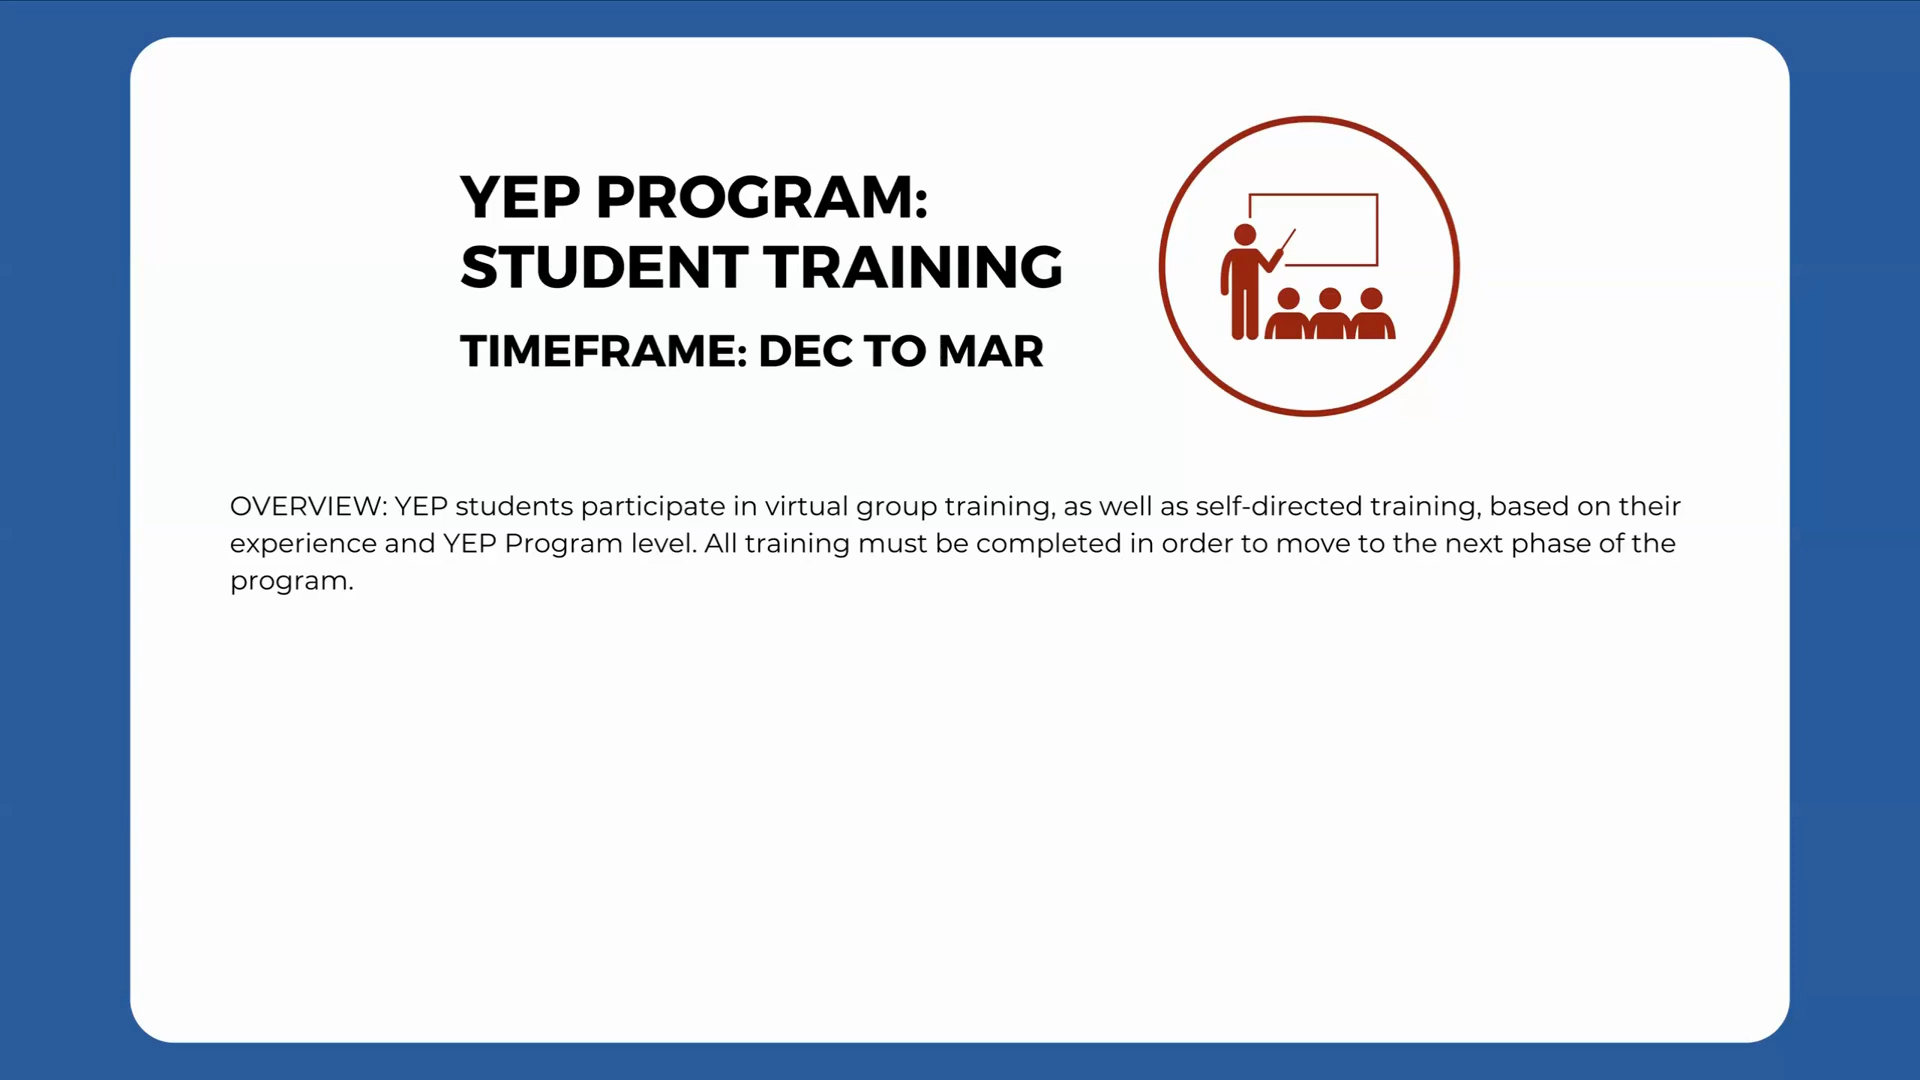 YEP PROGRAM:
STUDENT TRAINING
TIMEFRAME: DEC TO MAR
OVERVIEW: YEP students participate in virtual group training, as well as self-directed training, based on their
experience and YEP Program level. All training must be completed in order to move to the next phase of the
program.